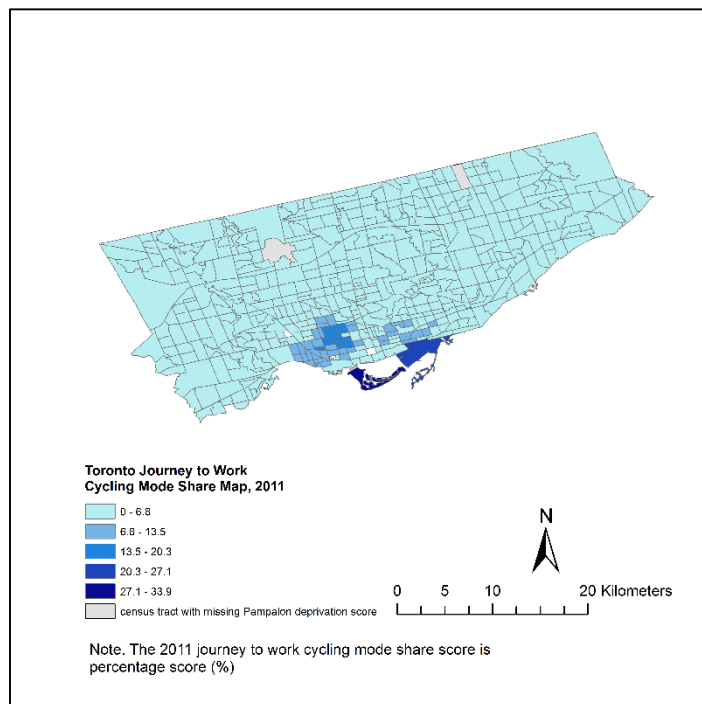 Toronto Journey to Work
Cycling Mode Share Map, 2011
0 - 6.8
6.8 - 13.5
13.5 - 20.3
20.3 - 27.1
27.1 - 33.9
census tract with missing Pampalon deprivation score
N
0 5 10 20 Kilometers
Note. The 2011 journey to work cycling mode share score is
percentage score (%)